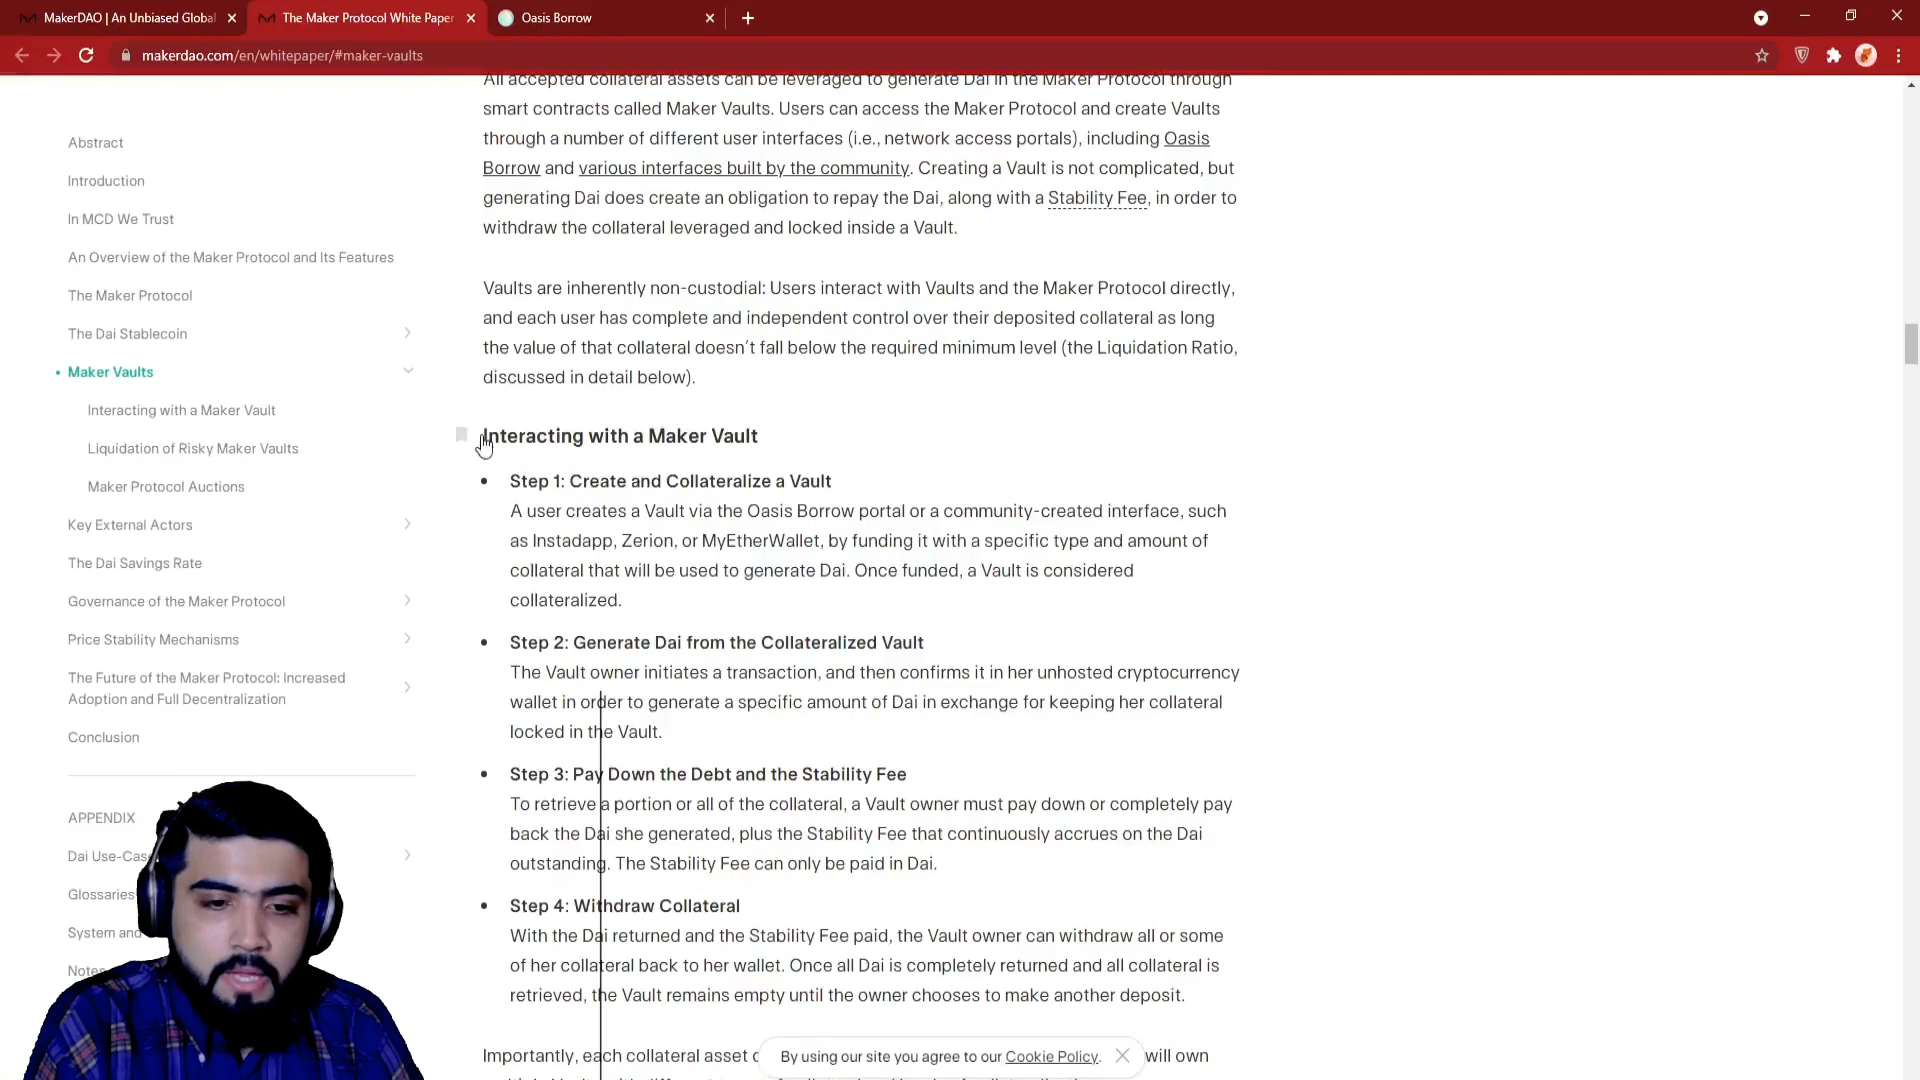 MakerDAO | An Unbiased Global
The Maker Protocol White Paper
Oasis Borrow
makerdao.com/en/whitepaper/#maker-vaults
Abstract
Introduction
In MCD We Trust
An Overview of the Maker Protocol and Its Features
The Maker Protocol
The Dai Stablecoin
Maker Vaults
Interacting with a Maker Vault
Liquidation of Risky Maker Vaults
Maker Protocol Auctions
Key External Actors
The Dai Savings Rate
Governance of the Maker Protocol
Price Stability Mechanisms
The Future of the Maker Protocol: Increased
Adoption and Full Decentralization
Conclusion
APPENDIX
Dai Use-Cas
Glossaries
System and
Notes
All accepted collateral assets can be leveraged to generate Dai in the Maker Protocol through
smart contracts called Maker Vaults. Users can access the Maker Protocol and create Vaults
through a number of different user interfaces (i.e., network access portals), including Oasis
Borrow and various interfaces built by the community. Creating a Vault is not complicated, but
generating Dai does create an obligation to repay the Dai, along with a Stability Fee, in order to
withdraw the collateral leveraged and locked inside a Vault.
Vaults are inherently non-custodial: Users interact with Vaults and the Maker Protocol directly,
and each user has complete and independent control over their deposited collateral as long
the value of that collateral doesn't fall below the required minimum level (the Liquidation Ratio,
discussed in detail below).
Interacting with a Maker Vault
• Step 1: Create and Collateralize a Vault
A user creates a Vault via the Oasis Borrow portal or a community-created interface, such
as Instadapp, Zerion, or MyEtherWallet, by funding it with a specific type and amount of
collateral that will be used to generate Dai. Once funded, a Vault is considered
collateralized.
• Step 2: Generate Dai from the Collateralized Vault
The Vault owner initiates a transaction, and then confirms it in her unhosted cryptocurrency
wallet in order to generate a specific amount of Dai in exchange for keeping her collateral
locked in the Vault.
• Step 3: Pay Down the Debt and the Stability Fee
To retrieve a portion or all of the collateral, a Vault owner must pay down or completely pay
back the Dai she generated, plus the Stability Fee that continuously accrues on the Dai
outstanding. The Stability Fee can only be paid in Dai.
• Step 4: Withdraw Collateral
With the Dai returned and the Stability Fee paid, the Vault owner can withdraw all or some
of her collateral back to her wallet. Once all Dai is completely returned and all collateral is
retrieved, the Vault remains empty until the owner chooses to make another deposit.
Importantly, each collateral asset will own
By using our site you agree to our Cookie Policy.